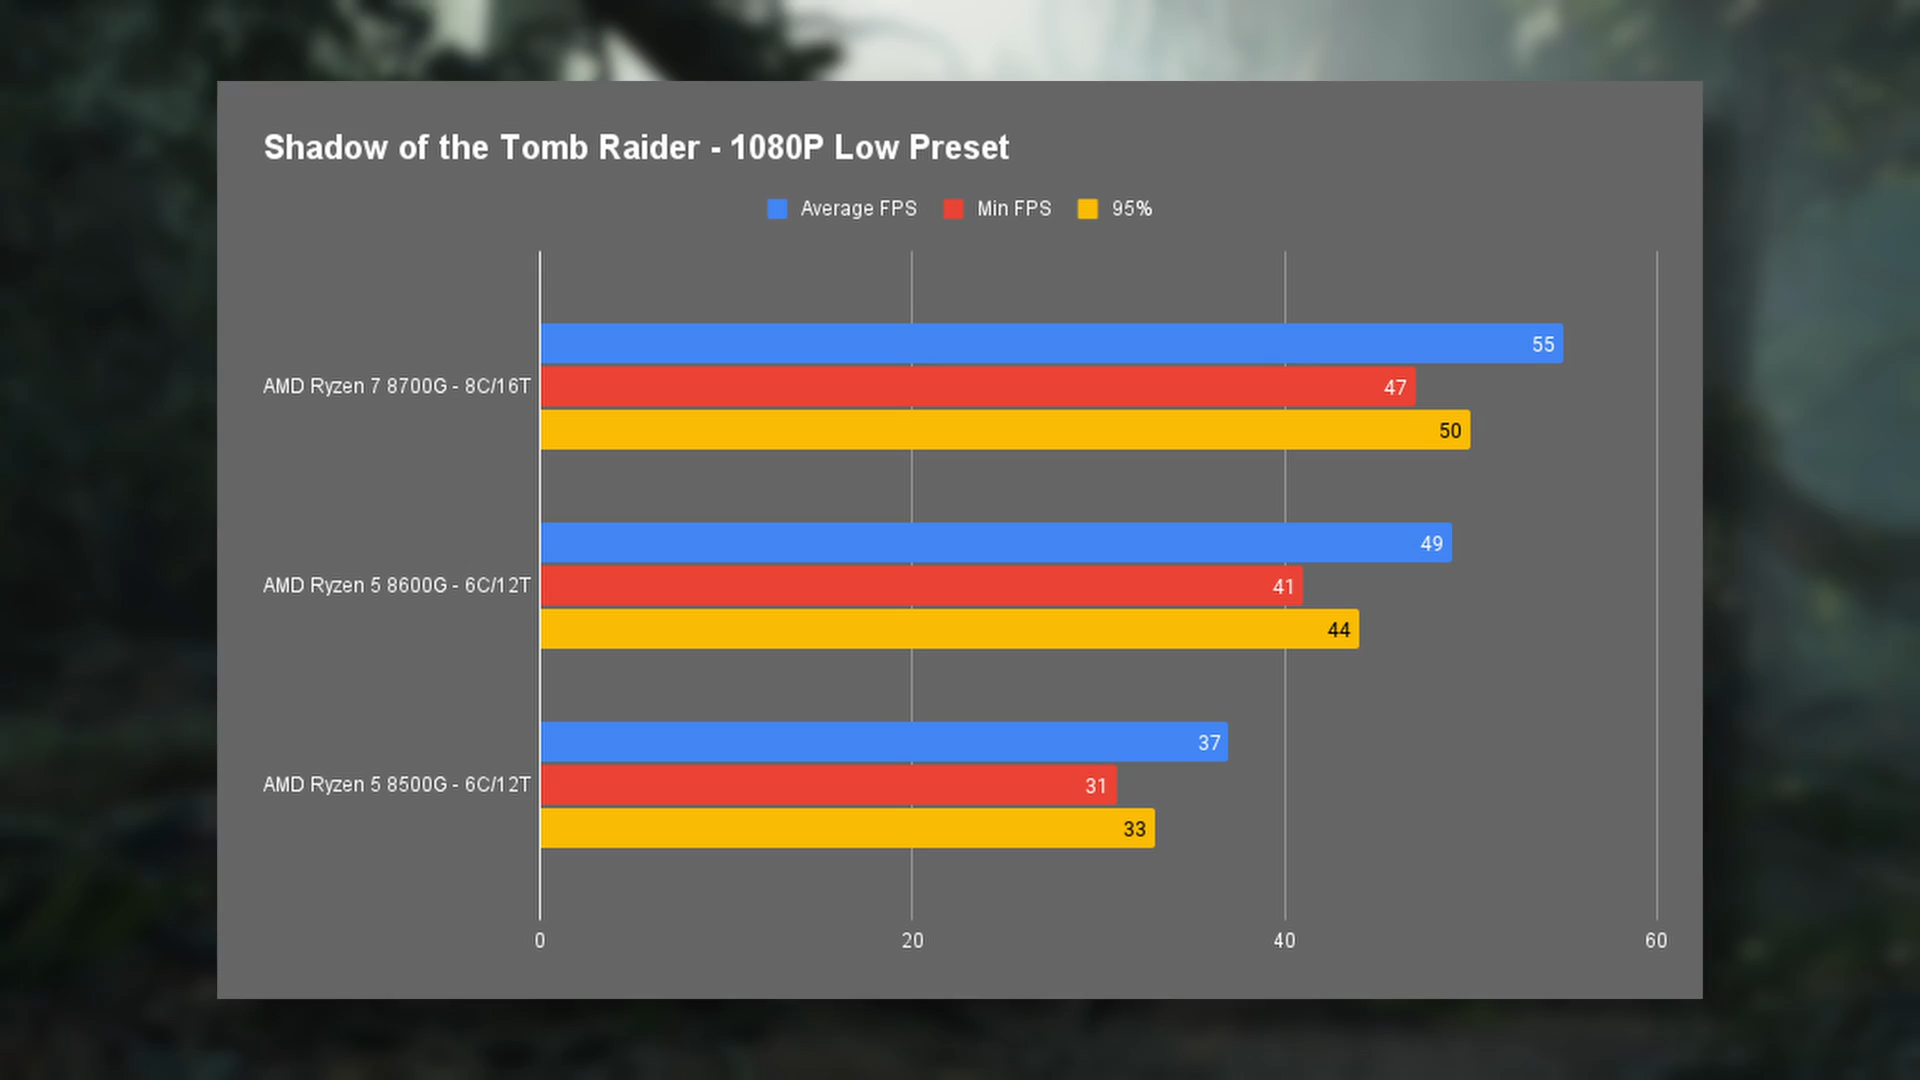 Shadow of the Tomb Raider - 1080P Low Preset
Average FPS Min FPS 95%
55
AMD Ryzen 7 8700G - 8C/16T 47
50
49
AMD Ryzen 5 8600G - 6C/12T 41
44
37
AMD Ryzen 5 8500G - 6C/12T 31
33
0 20 40 60